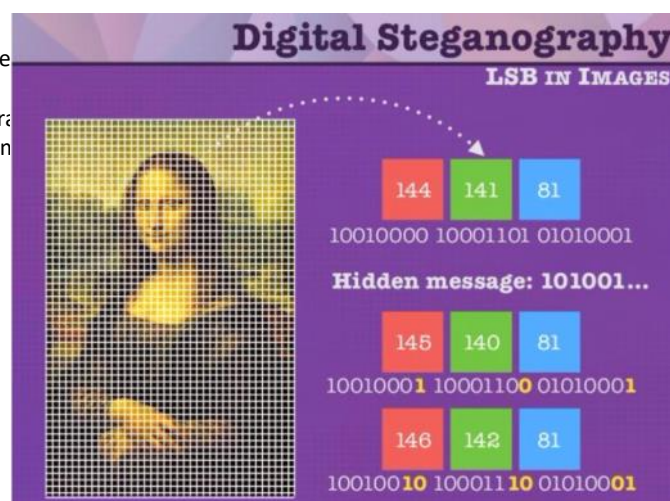 Digital Steganography
LSB IN IMAGES
144 141 81
10010000 10001101 01010001
Hidden message: 101001...
145 140 81
10010001 10001100 01010001
146 142 81
10010010 10001110 01010001